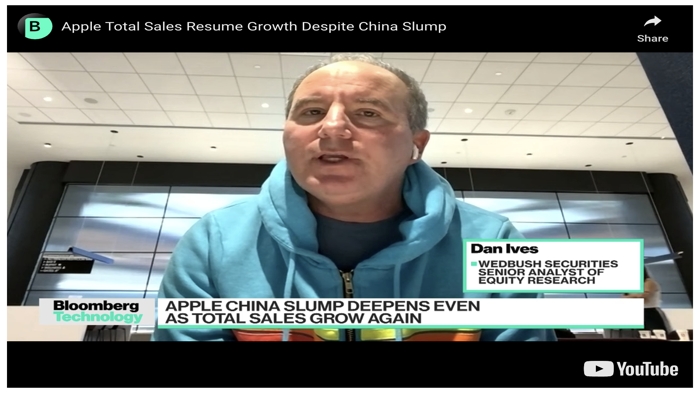 B
Apple Total Sales Resume Growth Despite China Slump
Share
Dan Ives
WEDBUSH SECURITIES
SENIOR ANALYST OF
EQUITY RESEARCH
Bloomberg
Technology
APPLE CHINA SLUMP DEEPENS EVEN
AS TOTAL SALES GROW AGAIN
YouTube